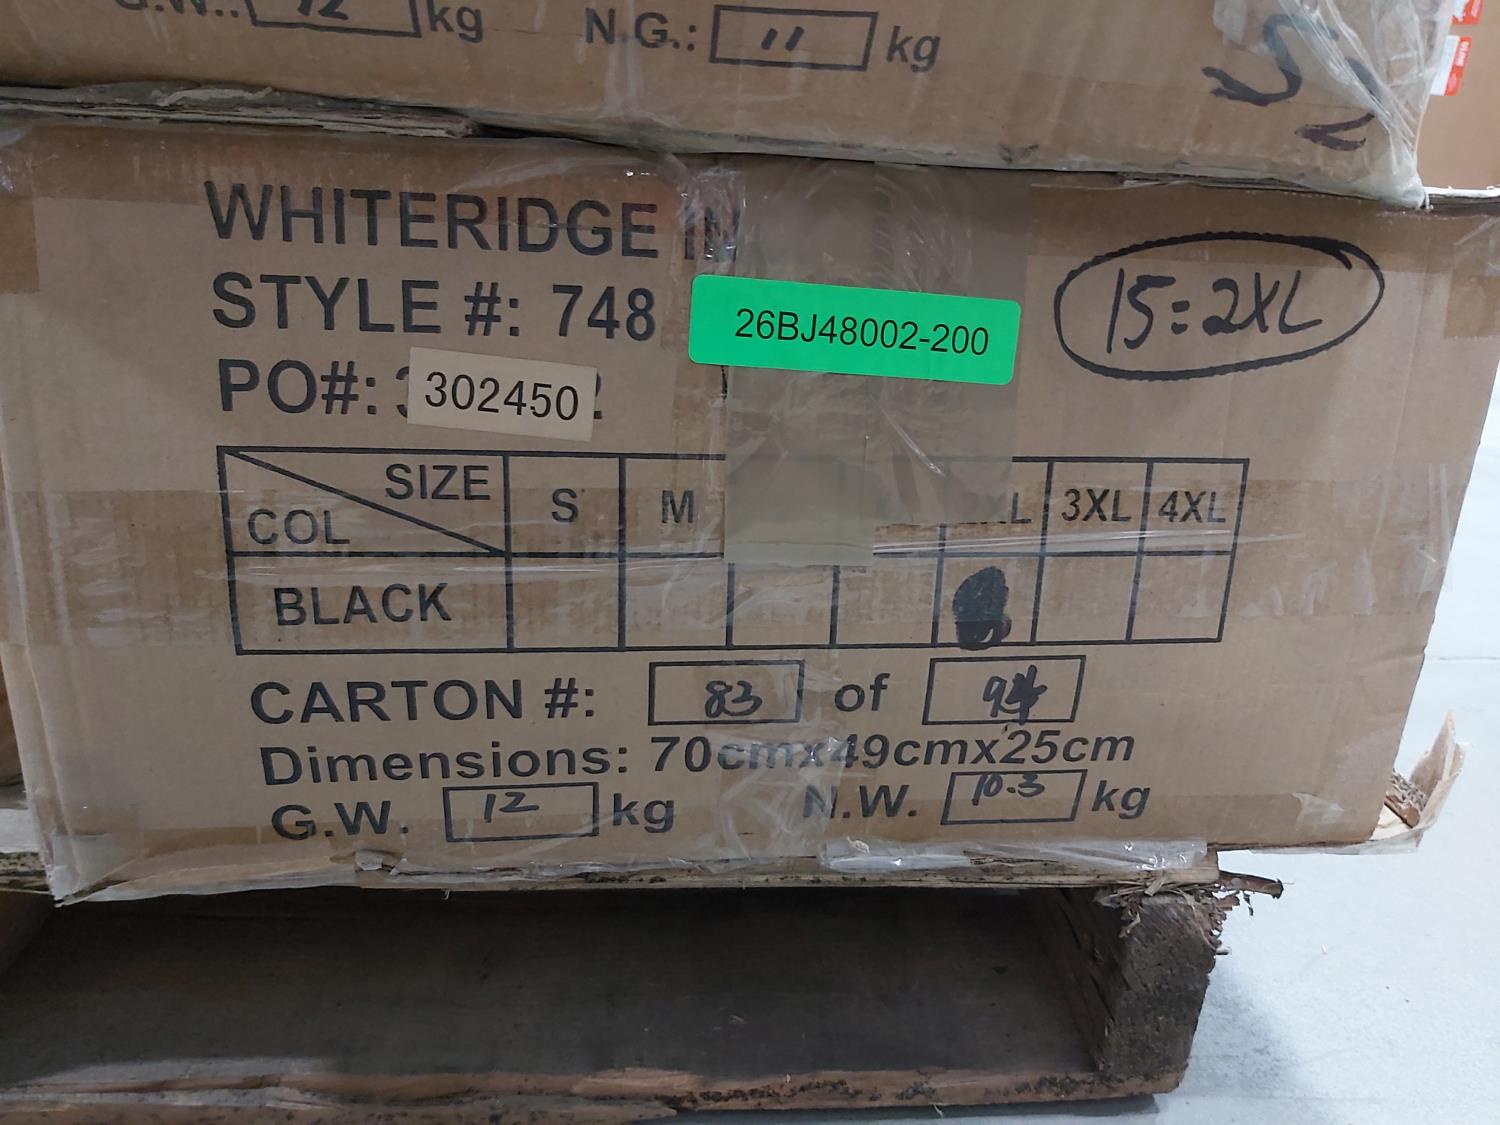 G.W.: 12 kg N.G.: 11 kg
WHITERIDGE IN
STYLE #: 748
26BJ48002-200
15=2XL
PO#: 302450
SIZE S M 3XL 4XL
COL
BLACK
CARTON #: 83 of 94
Dimensions: 70cmx49cmx25cm
G.W. 12 kg N.W. 10.3 kg